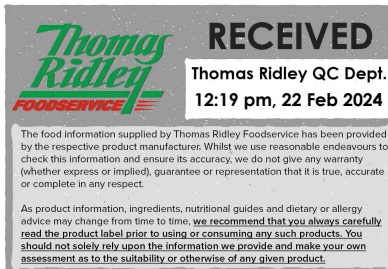 Thomas
Ridley
FOODSERVICE
RECEIVED
Thomas Ridley QC Dept.
12:19 pm, 22 Feb 2024
The food information supplied by Thomas Ridley Foodservice has been provided
by the respective product manufacturer. Whilst we use reasonable endeavours to
check this information and ensure its accuracy, we do not give any warranty
(whether express or implied), guarantee or representation that it is true, accurate
or complete in any respect.
As product information, ingredients, nutritional guides and dietary or allergy
advice may change from time to time, we recommend that you always carefully
read the product label prior to using or consuming any such products. You
should not solely rely upon the information we provide and make your own
assessment as to the suitability or otherwise of any given product.